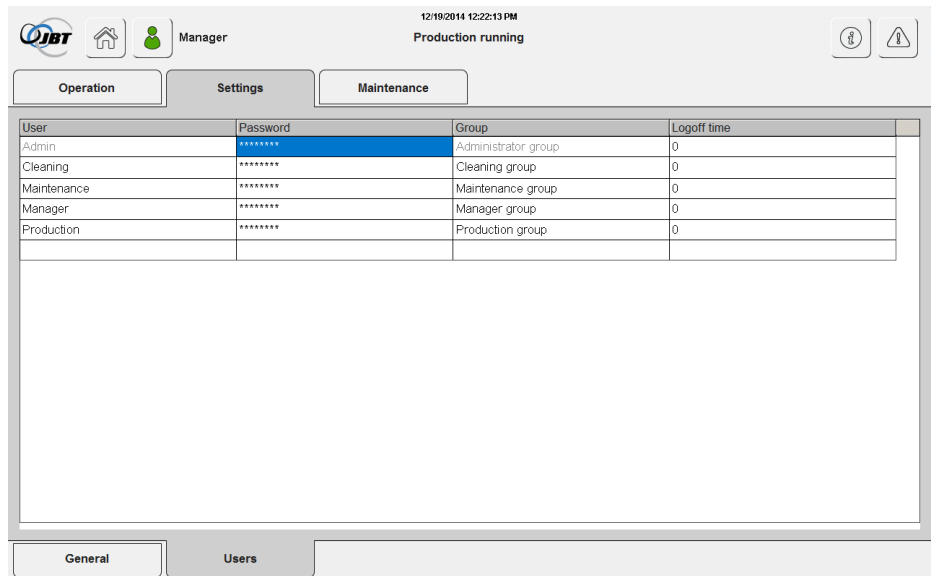 12/19/2014 12:22:13 PM
JBT Manager Production running
Operation Settings Maintenance
User Password Group Logoff time
Admin ******** Administrator group 0
Cleaning ******** Cleaning group 0
Maintenance ******** Maintenance group 0
Manager ******** Manager group 0
Production ******** Production group 0
General Users